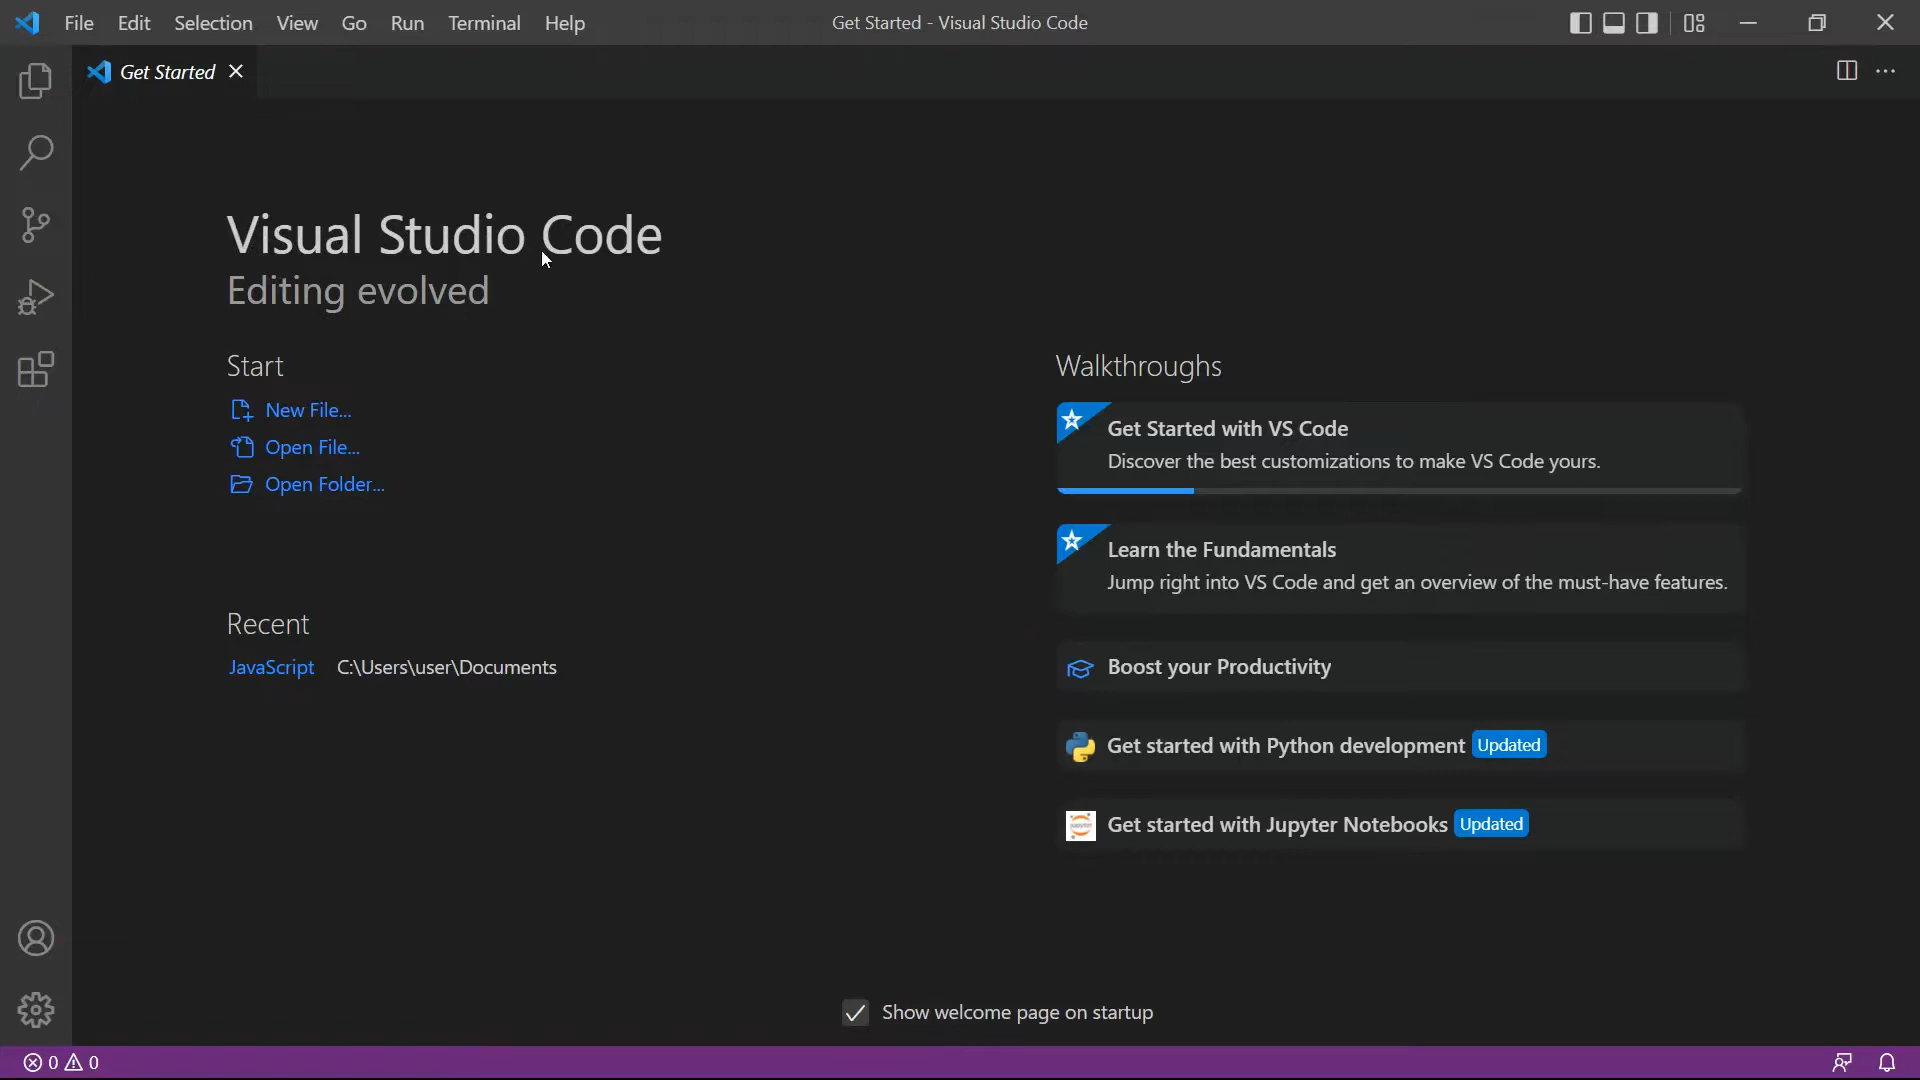 File Edit Selection View Go Run Terminal Help
Get Started - Visual Studio Code
Get Started
Visual Studio Code
Editing evolved
Start
New File...
Open File...
Open Folder...
Recent
JavaScript C:\Users\user\Documents
Walkthroughs
Get Started with VS Code
Discover the best customizations to make VS Code yours.
Learn the Fundamentals
Jump right into VS Code and get an overview of the must-have features.
Boost your Productivity
Get started with Python development Updated
Get started with Jupyter Notebooks Updated
Show welcome page on startup
0 0